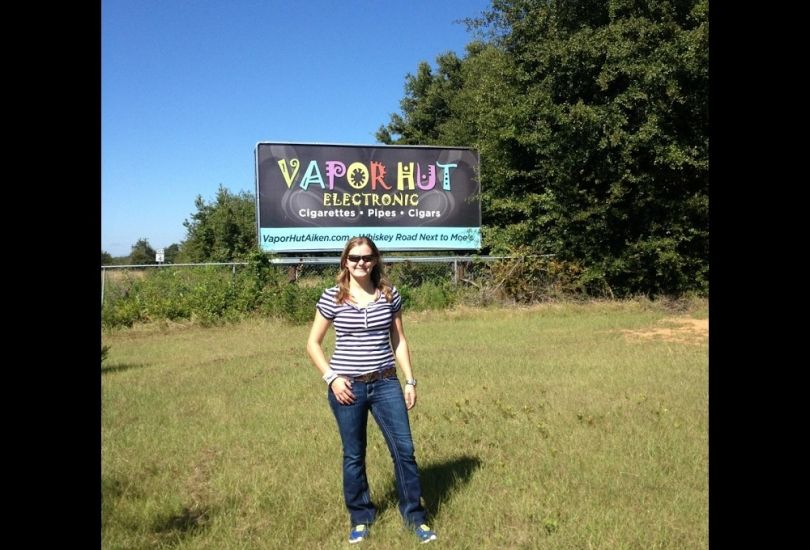 VAPOR HUT
ELECTRONIC
Cigarettes • Pipes • Cigars
VaporHutAiken.com • Whiskey Road Next to Moe's